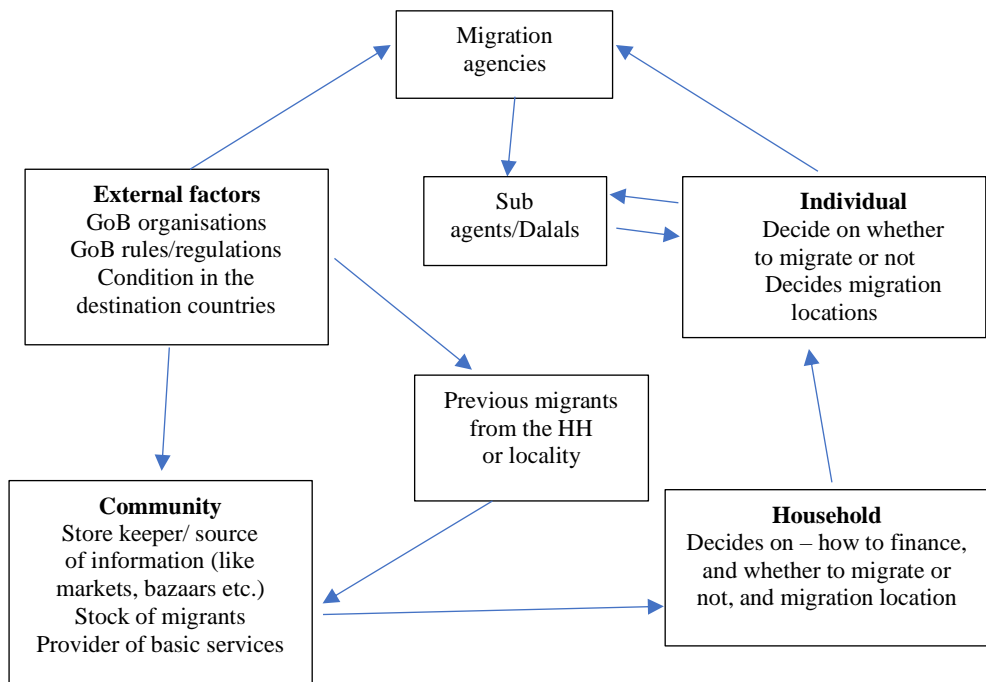 Migration
agencies
External factors
GoB organisations
GoB rules/regulations
Condition in the
destination countries
Sub
agents/Dalals
Individual
Decide on whether
to migrate or not
Decides migration
locations
Previous migrants
from the HH
or locality
Community
Store keeper/ source
of information (like
markets, bazaars etc.)
Stock of migrants
Provider of basic services
Household
Decides on – how to finance,
and whether to migrate or
not, and migration location